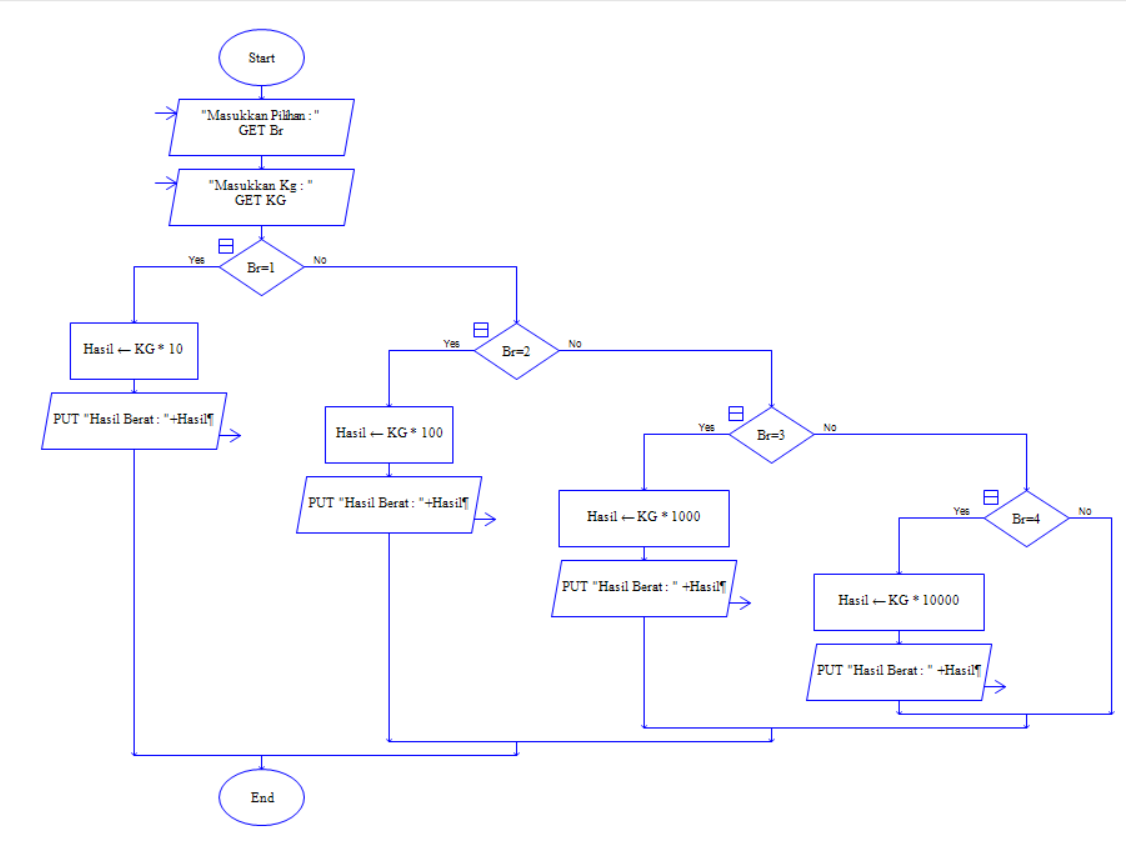 Start
"Masukkan Pilihan : "
GET Br
"Masukkan Kg : "
GET KG
Yes
Br=1
No
Hasil ← KG * 10
PUT "Hasil Berat : "+Hasil¶
Yes
Br=2
No
Hasil ← KG * 100
PUT "Hasil Berat : "+Hasil¶
Yes
Br=3
No
Hasil ← KG * 1000
PUT "Hasil Berat : " +Hasil¶
Yes
Br=4
No
Hasil ← KG * 10000
PUT "Hasil Berat : " +Hasil¶
End